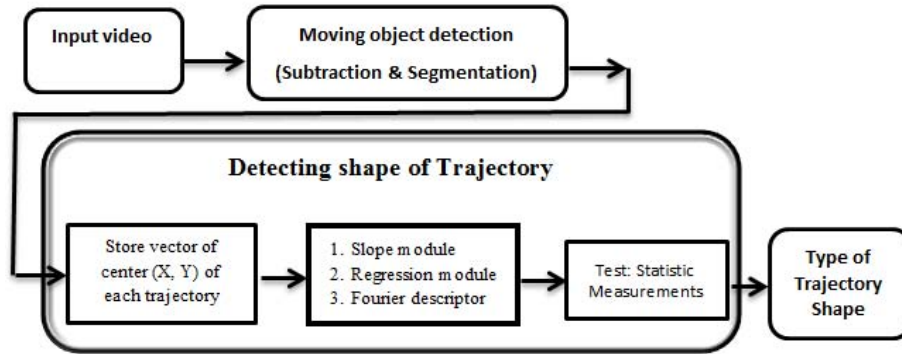 Input video
Moving object detection
(Subtraction & Segmentation)
Detecting shape of Trajectory
Store vector of
center (X, Y) of
each trajectory
1. Slope module
2. Regression module
3. Fourier descriptor
Test: Statistic
Measurements
Type of
Trajectory
Shape